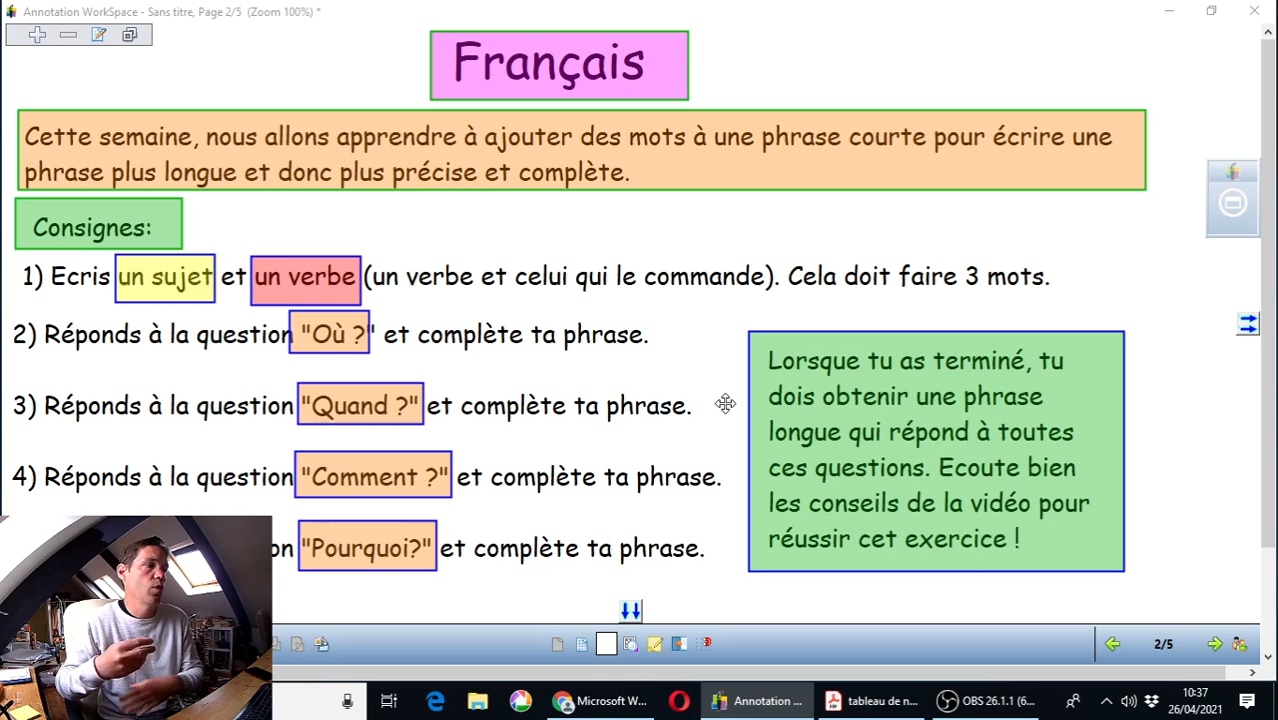 Annotation WorkSpace - Sans titre, Page 2/5 (Zoom 100%) *
Français
Cette semaine, nous allons apprendre à ajouter des mots à une phrase courte pour écrire une
phrase plus longue et donc plus précise et complète.
Consignes:
1) Ecris un sujet et un verbe (un verbe et celui qui le commande). Cela doit faire 3 mots.
2) Réponds à la question "Où ?" et complète ta phrase.
3) Réponds à la question "Quand ?" et complète ta phrase.
4) Réponds à la question "Comment ?" et complète ta phrase.
on "Pourquoi?" et complète ta phrase.
Lorsque tu as terminé, tu
dois obtenir une phrase
longue qui répond à toutes
ces questions. Ecoute bien
les conseils de la vidéo pour
réussir cet exercice !
2/5
Microsoft W...
Annotation ...
tableau de n...
OBS 26.1.1 (6...
10:37
26/04/2021